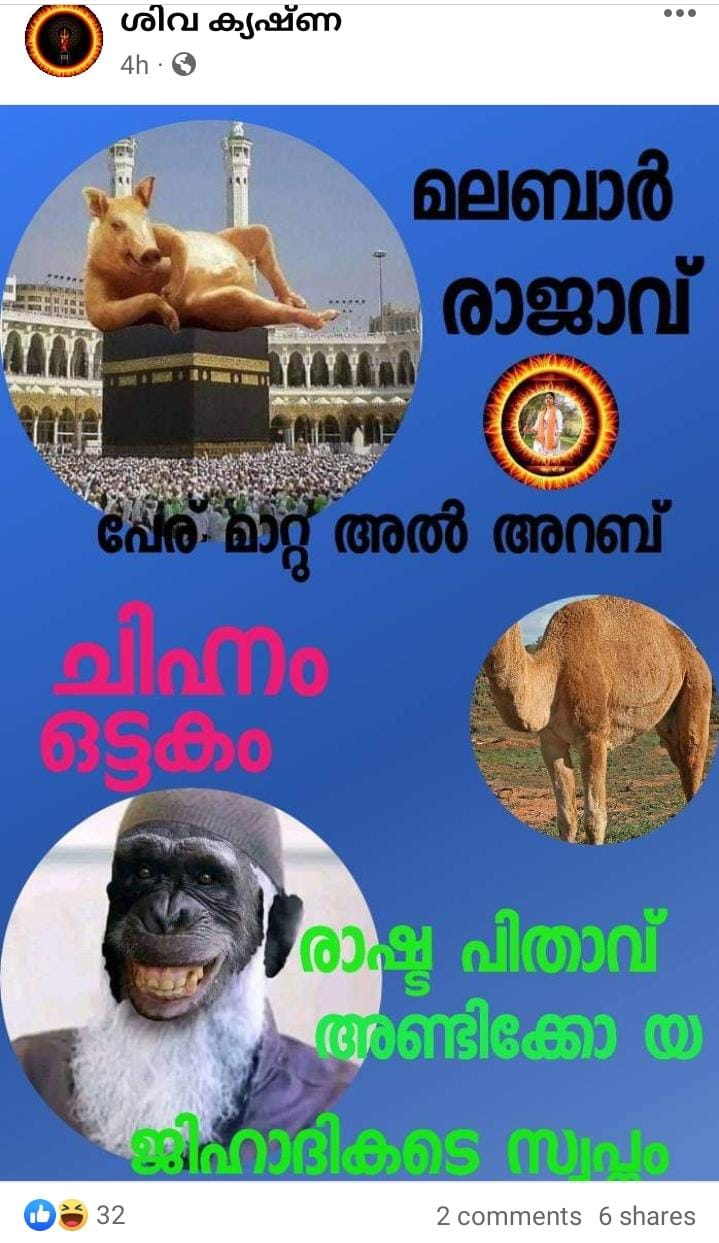 ശിവ കൃഷ്ണ
4h
മലബാർ
രാജാവ്
പേര് മാറ്റു അൽ അറബ്
ചിഹ്നം
ഒട്ടകം
രാഷ്ട്ര പിതാവ്
അണ്ടിക്കോ യ
ജിഹാദികടെ സ്വപ്നം
32
2 comments 6 shares